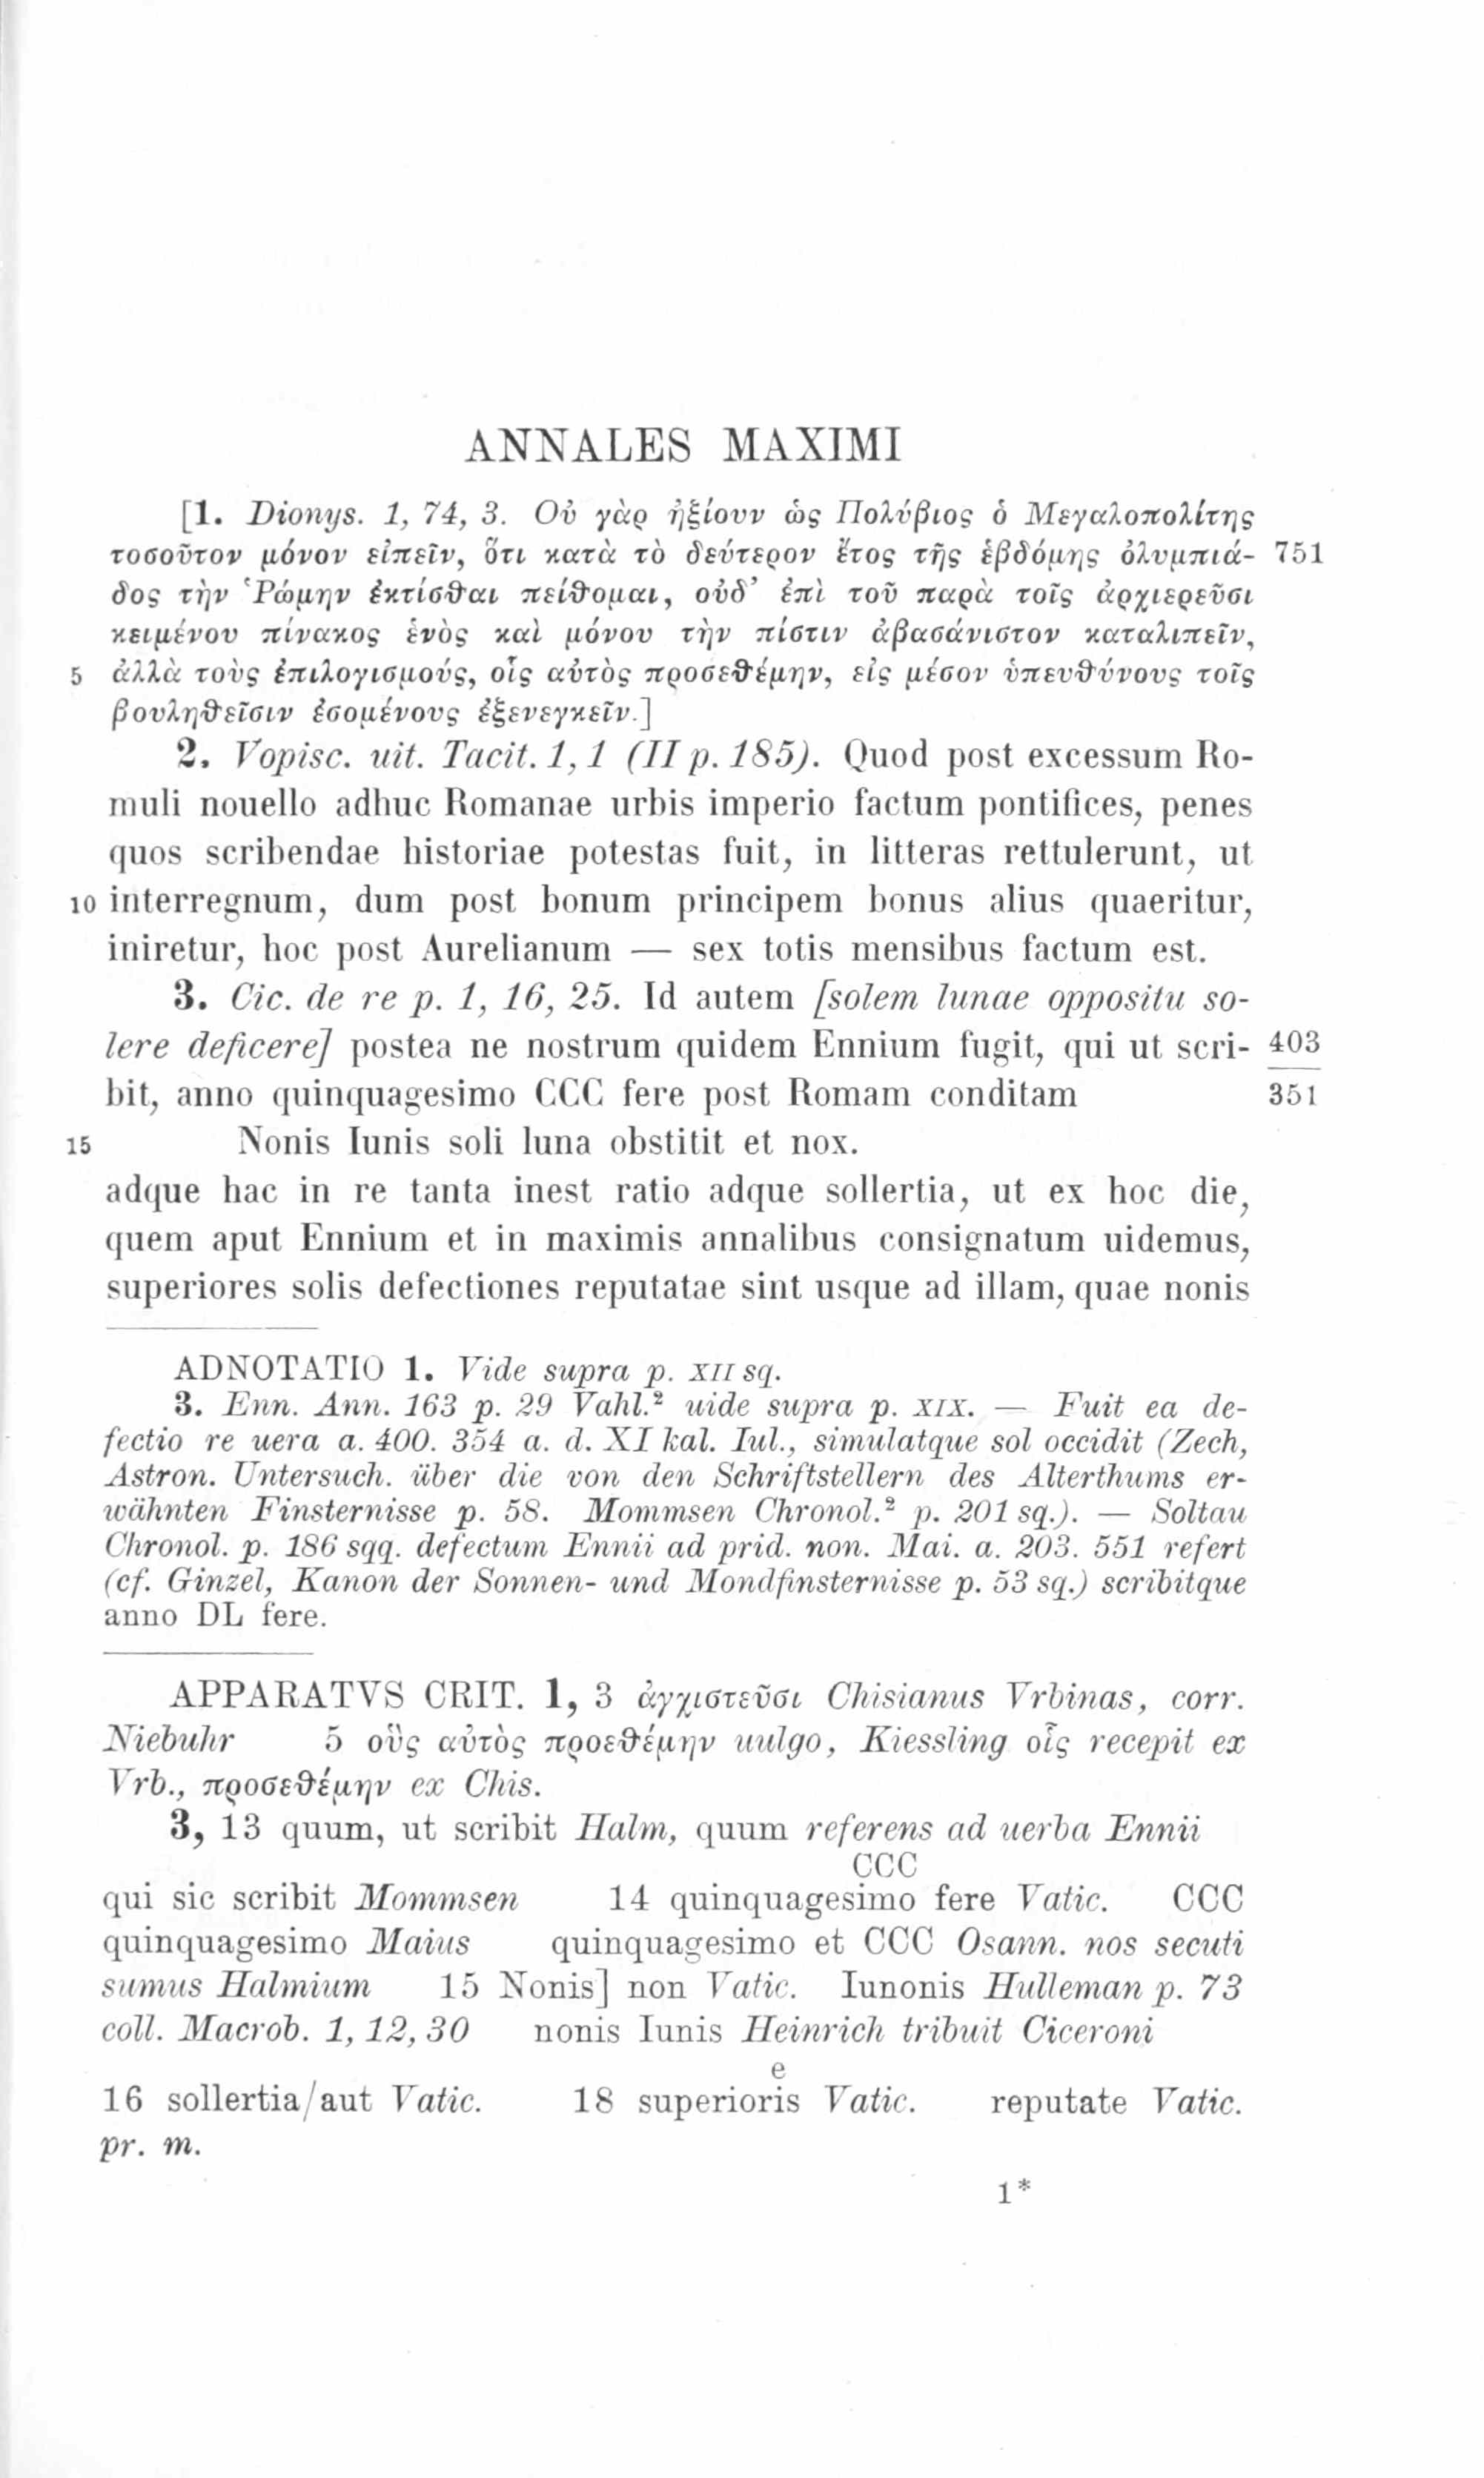 ANNALES MAXIMI
[1. Dionys. 1, 74, 3. Οὐ γὰρ ἠξίουν ὡς Πολύβιος ὁ Μεγαλοπολίτης
τοσοῦτον μόνον εἰπεῖν, ὅτι κατὰ τὸ δεύτερον ἔτος τῆς ἑβδόμης ὀλυμπιά- 751
δος τὴν Ῥώμην ἐκτίσθαι πείθομαι, οὐδ’ ἐπὶ τοῦ παρὰ τοῖς ἀρχιερεῦσι
κειμένου πίνακος ἑνὸς καὶ μόνου τὴν πίστιν ἀβασάνιστον καταλιπεῖν,
5 ἀλλὰ τοὺς ἐπιλογισμούς, οἷς αὐτὸς προσεθέμην, εἰς μέσον ὑπευθύνους τοῖς
βουληθεῖσιν ἐσομένους ἐξενεγκεῖν.]
2. Vopisc. uit. Tacit. 1, 1 (II p. 185). Quod post excessum Ro-
muli nouello adhuc Romanae urbis imperio factum pontifices, penes
quos scribendae historiae potestas fuit, in litteras rettulerunt, ut
10 interregnum, dum post bonum principem bonus alius quaeritur,
iniretur, hoc post Aurelianum — sex totis mensibus factum est.
3. Cic. de re p. 1, 16, 25. Id autem [solem lunae oppositu so-
lere deficere] postea ne nostrum quidem Ennium fugit, qui ut scri- 403
bit, anno quinquagesimo CCC fere post Romam conditam 351
15 Nonis Iunis soli luna obstitit et nox.
adque hac in re tanta inest ratio adque sollertia, ut ex hoc die,
quem aput Ennium et in maximis annalibus consignatum uidemus,
superiores solis defectiones reputatae sint usque ad illam, quae nonis
ADNOTATIO 1. Vide supra p. XII sq.
3. Enn. Ann. 163 p. 29 Vahl.² uide supra p. XIX. — Fuit ea de-
fectio re uera a. 400. 354 a. d. XI kal. Iul., simulatque sol occidit (Zech,
Astron. Untersuch. über die von den Schriftstellern des Alterthums er-
wähnten Finsternisse p. 58. Mommsen Chronol.² p. 201 sq.). — Soltau
Chronol. p. 186 sqq. defectum Ennii ad prid. non. Mai. a. 203. 551 refert
(cf. Ginzel, Kanon der Sonnen- und Mondfinsternisse p. 53 sq.) scribitque
anno DL fere.
APPARATVS CRIT. 1, 3 ἀγχιστεῦσι Chisianus Vrbinas, corr.
Niebuhr 5 οὓς αὐτὸς προεθέμην uulgo, Kiessling οἷς recepit ex
Vrb., προσεθέμην ex Chis.
3, 13 quum, ut scribit Halm, quum referens ad uerba Ennii
CCC
qui sic scribit Mommsen 14 quinquagesimo fere Vatic. CCC
quinquagesimo Maius quinquagesimo et CCC Osann. nos secuti
sumus Halmium 15 Nonis] non Vatic. Iunonis Hulleman p. 73
coll. Macrob. 1, 12, 30 nonis Iunis Heinrich tribuit Ciceroni
e
16 sollertia/aut Vatic. 18 superioris Vatic. reputate Vatic.
pr. m.
1*